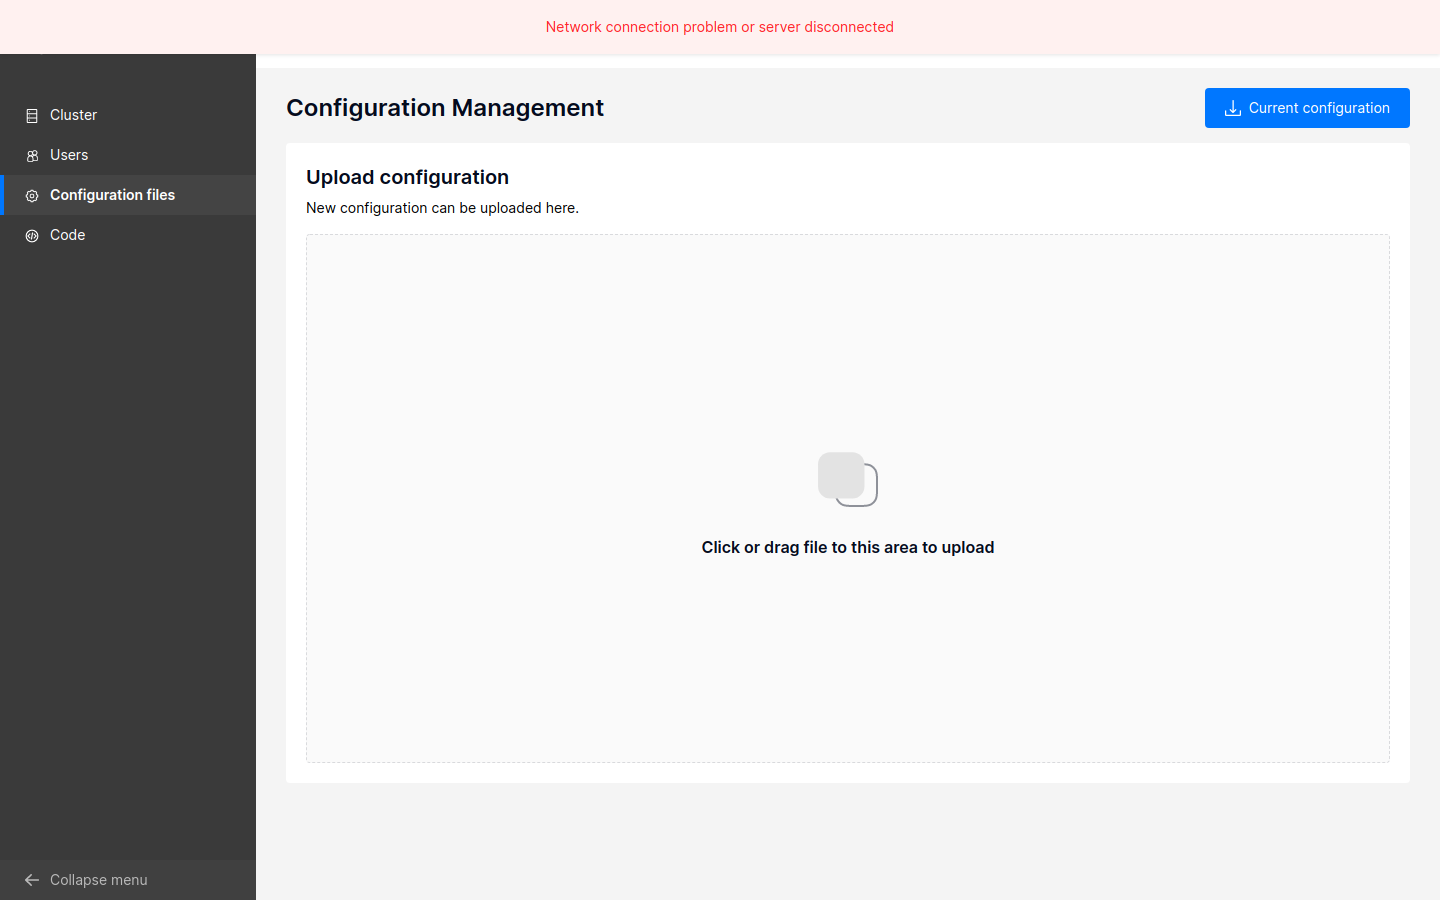 Network connection problem or server disconnected
Cluster
Users
Configuration files
Code
Collapse menu
Configuration Management
Current configuration
Upload configuration
New configuration can be uploaded here.
Click or drag file to this area to upload